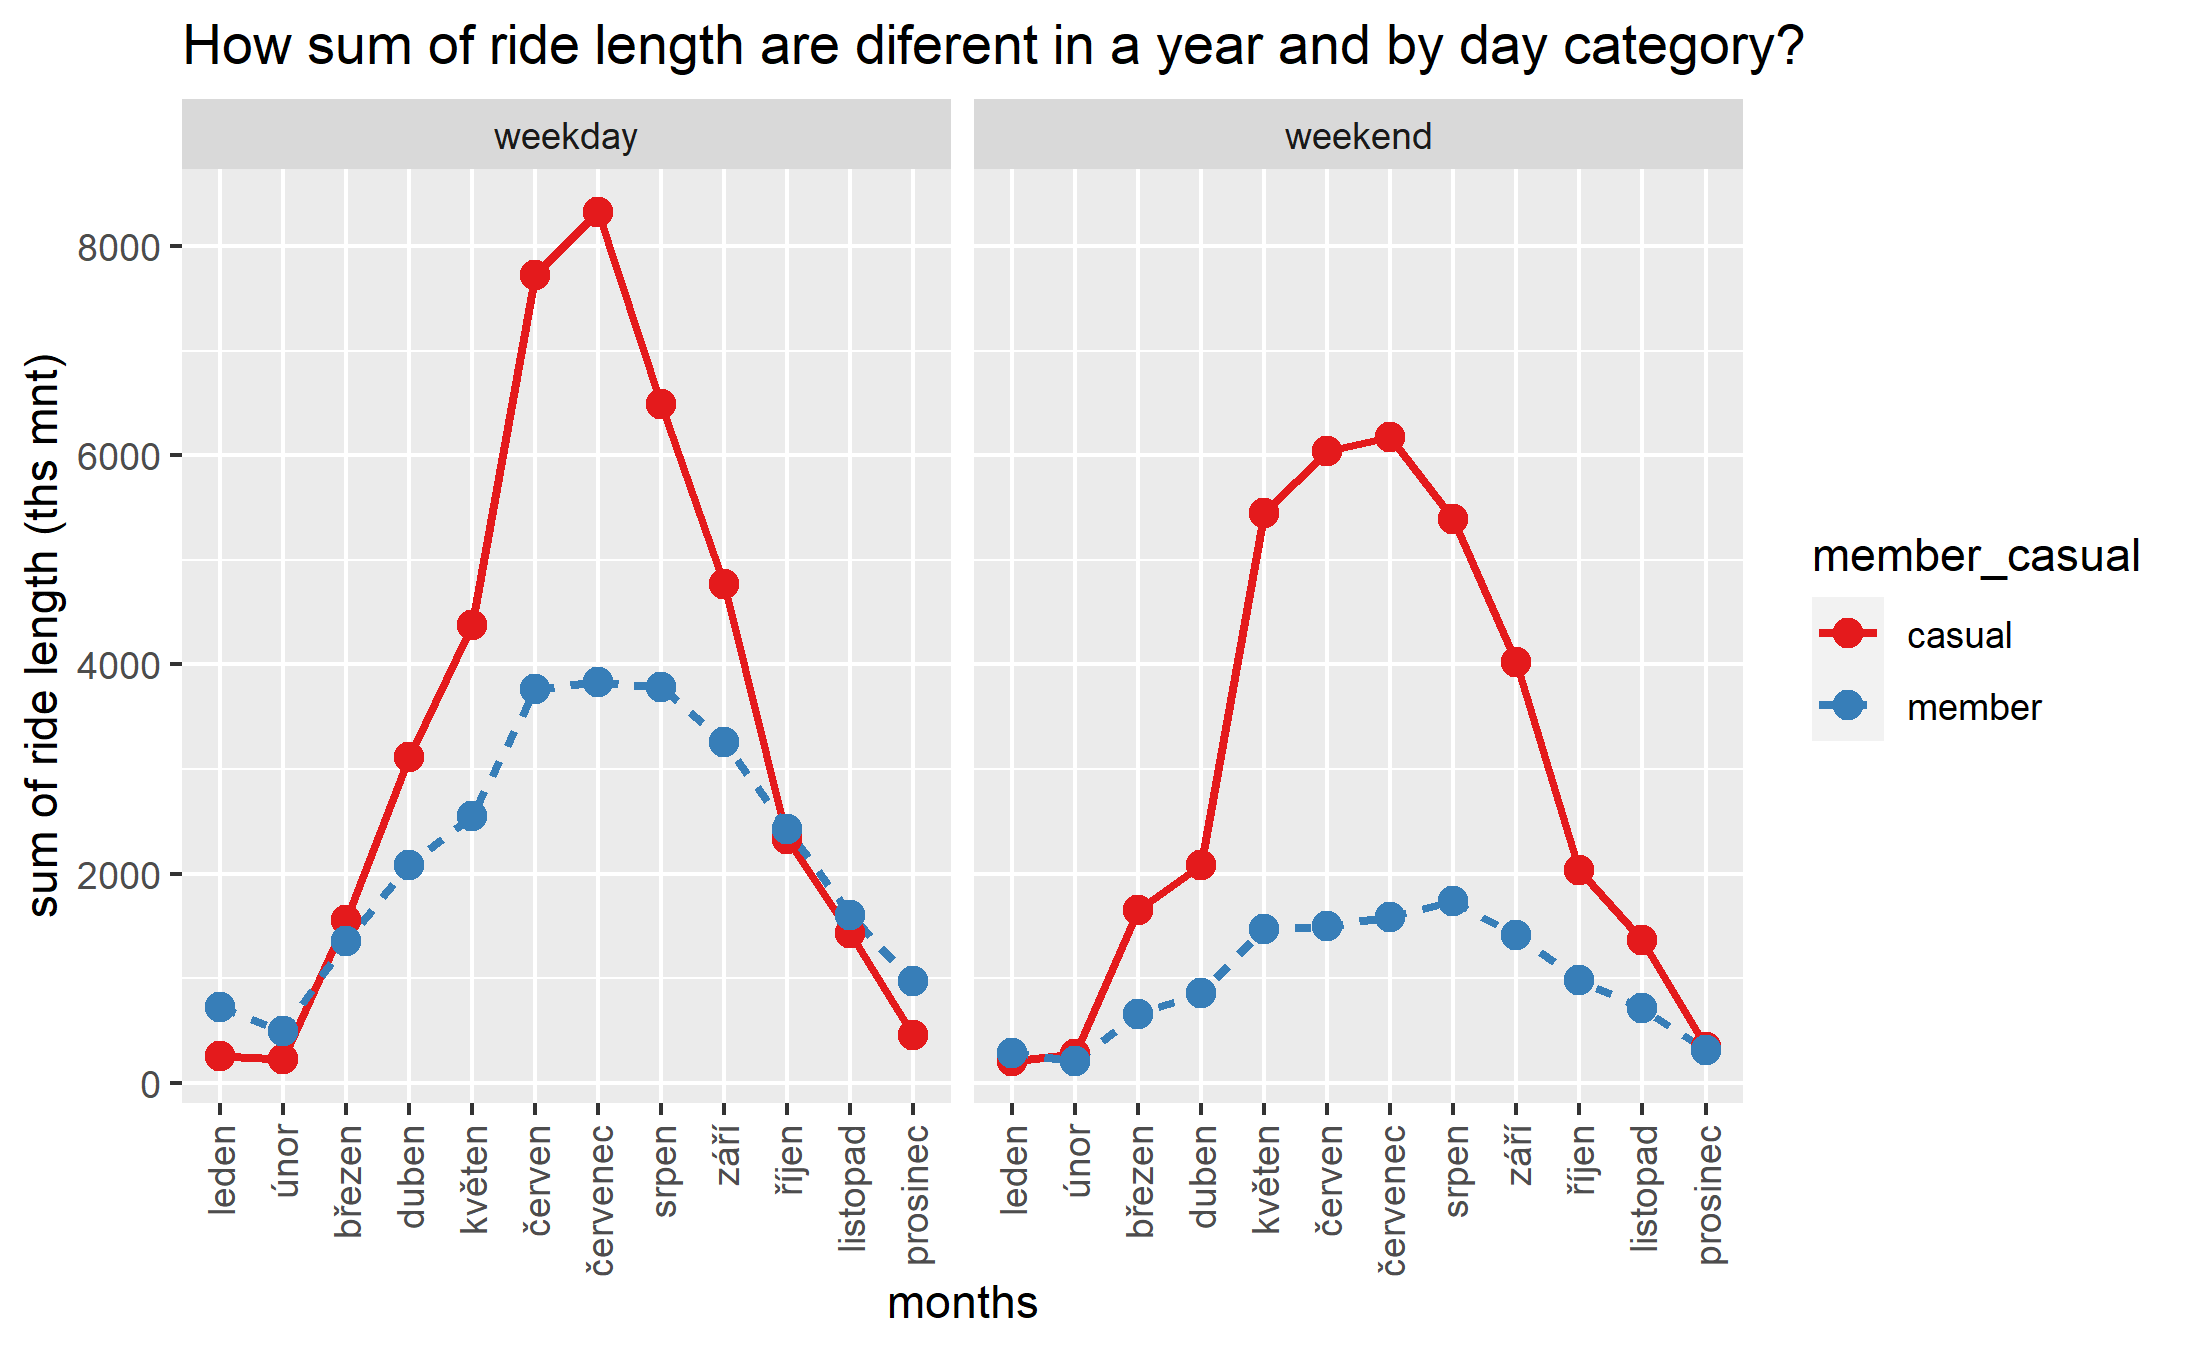 How sum of ride length are diferent in a year and by day category?
weekday
weekend
sum of ride length (ths mnt)
8000
6000
4000
2000
0
leden
únor
březen
duben
květen
červen
červenec
srpen
září
říjen
listopad
prosinec
leden
únor
březen
duben
květen
červen
červenec
srpen
září
říjen
listopad
prosinec
months
member_casual
casual
member